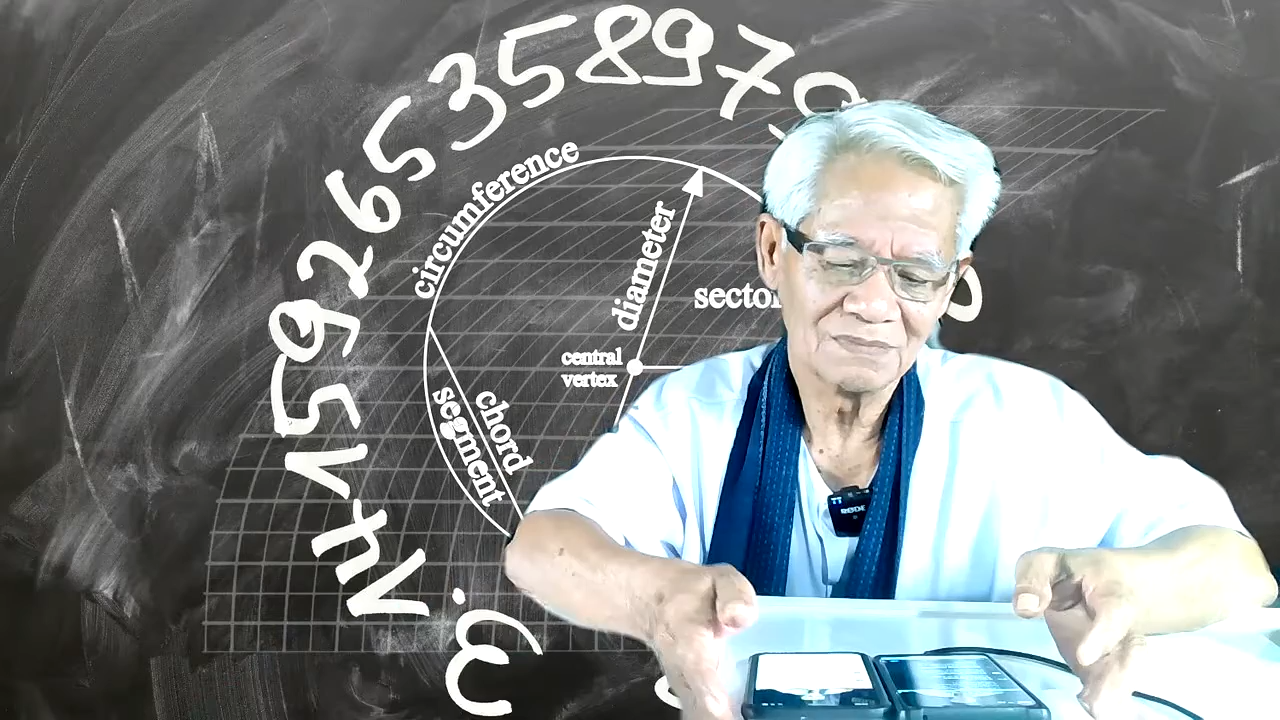 3.14159265358979
circumference
diameter
sector
central
vertex
chord
segment
RØDE